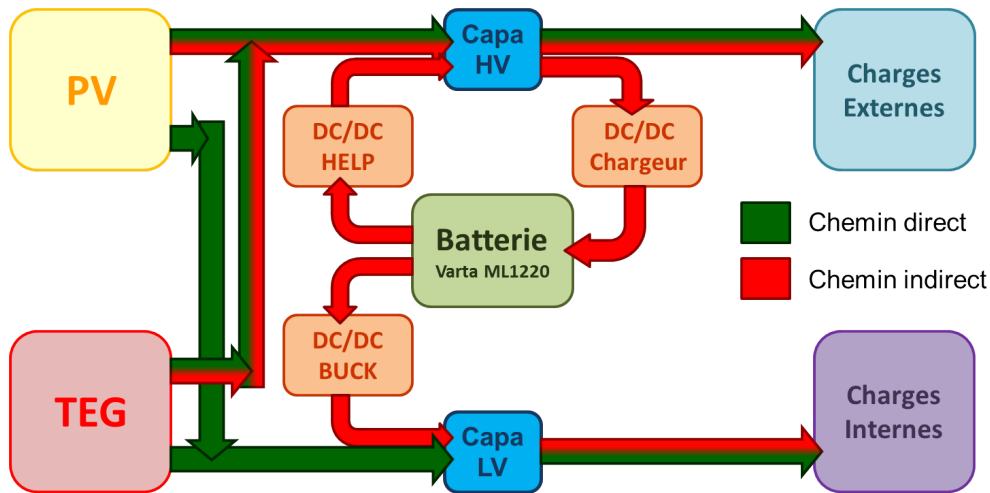 PV
Capa
HV
Charges
Externes
DC/DC
HELP
DC/DC
Chargeur
Batterie
Varta ML1220
Chemin direct
Chemin indirect
TEG
DC/DC
BUCK
Capa
LV
Charges
Internes